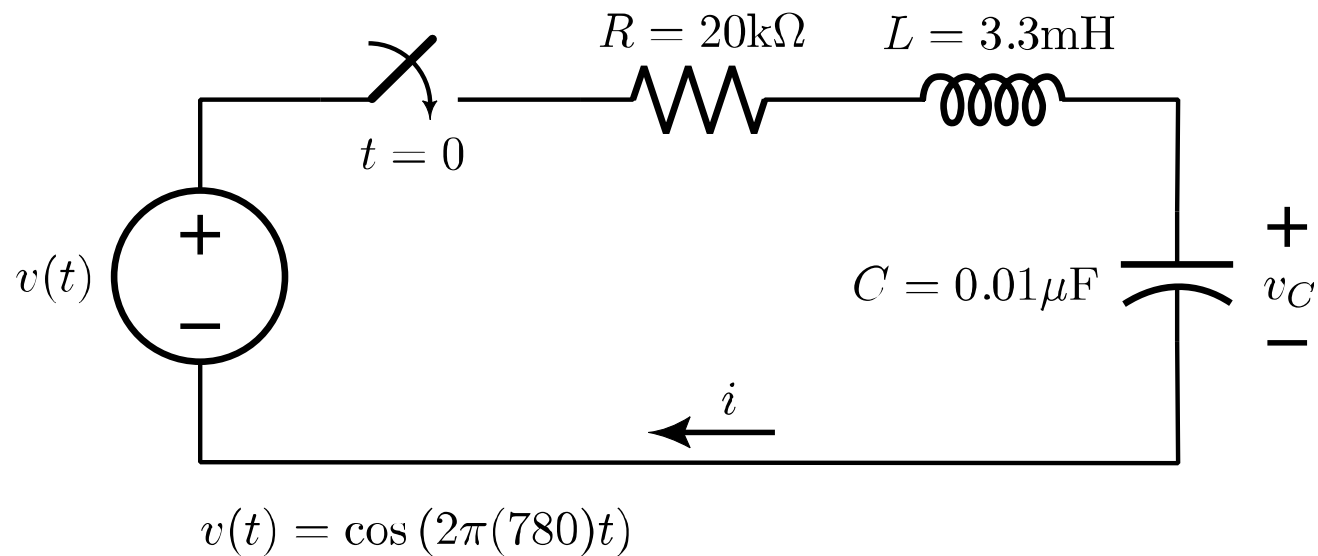 R = 20kΩ
L = 3.3mH
t = 0
+
−
v(t)
C = 0.01μF
+
v_C
−
i
v(t) = cos (2π(780)t)